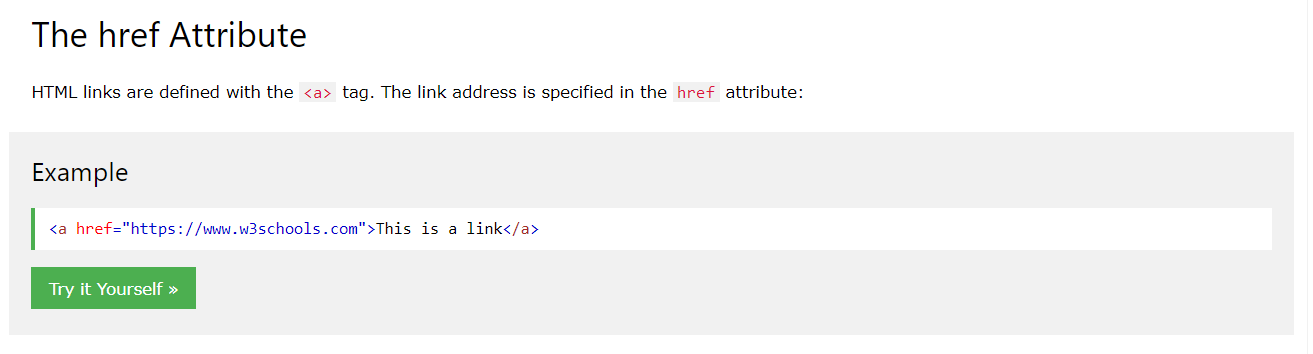 The href Attribute
HTML links are defined with the <a> tag. The link address is specified in the href attribute:
Example
<a href="https://www.w3schools.com">This is a link</a>
Try it Yourself »